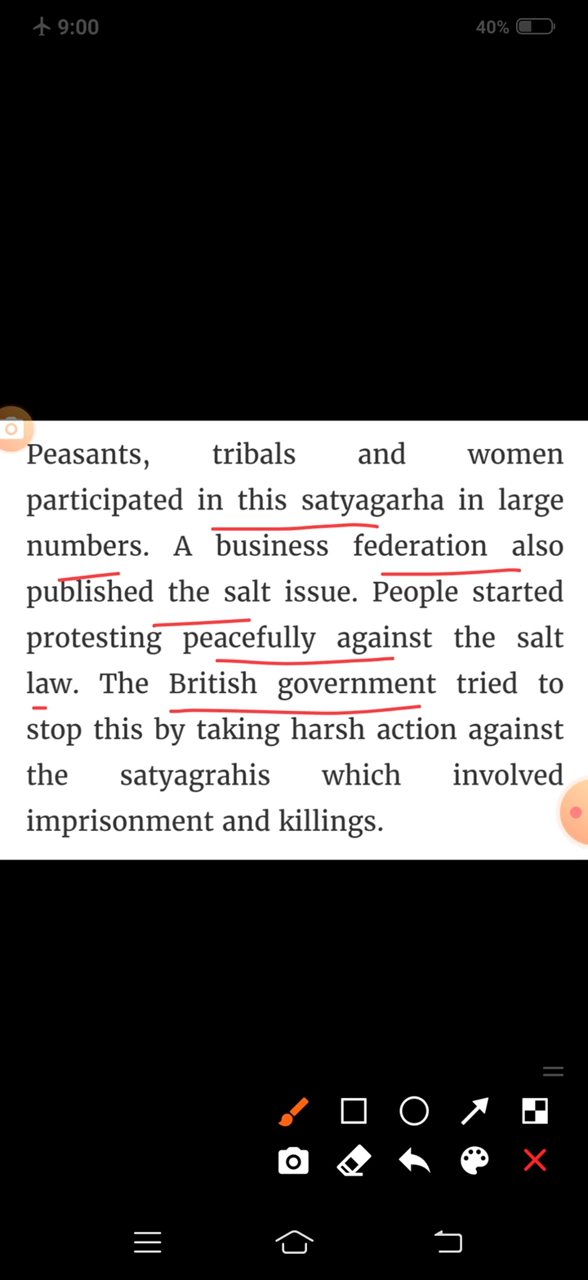 9:00 40%
Peasants, tribals and women
participated in this satyagarha in large
numbers. A business federation also
published the salt issue. People started
protesting peacefully against the salt
law. The British government tried to
stop this by taking harsh action against
the satyagrahis which involved
imprisonment and killings.